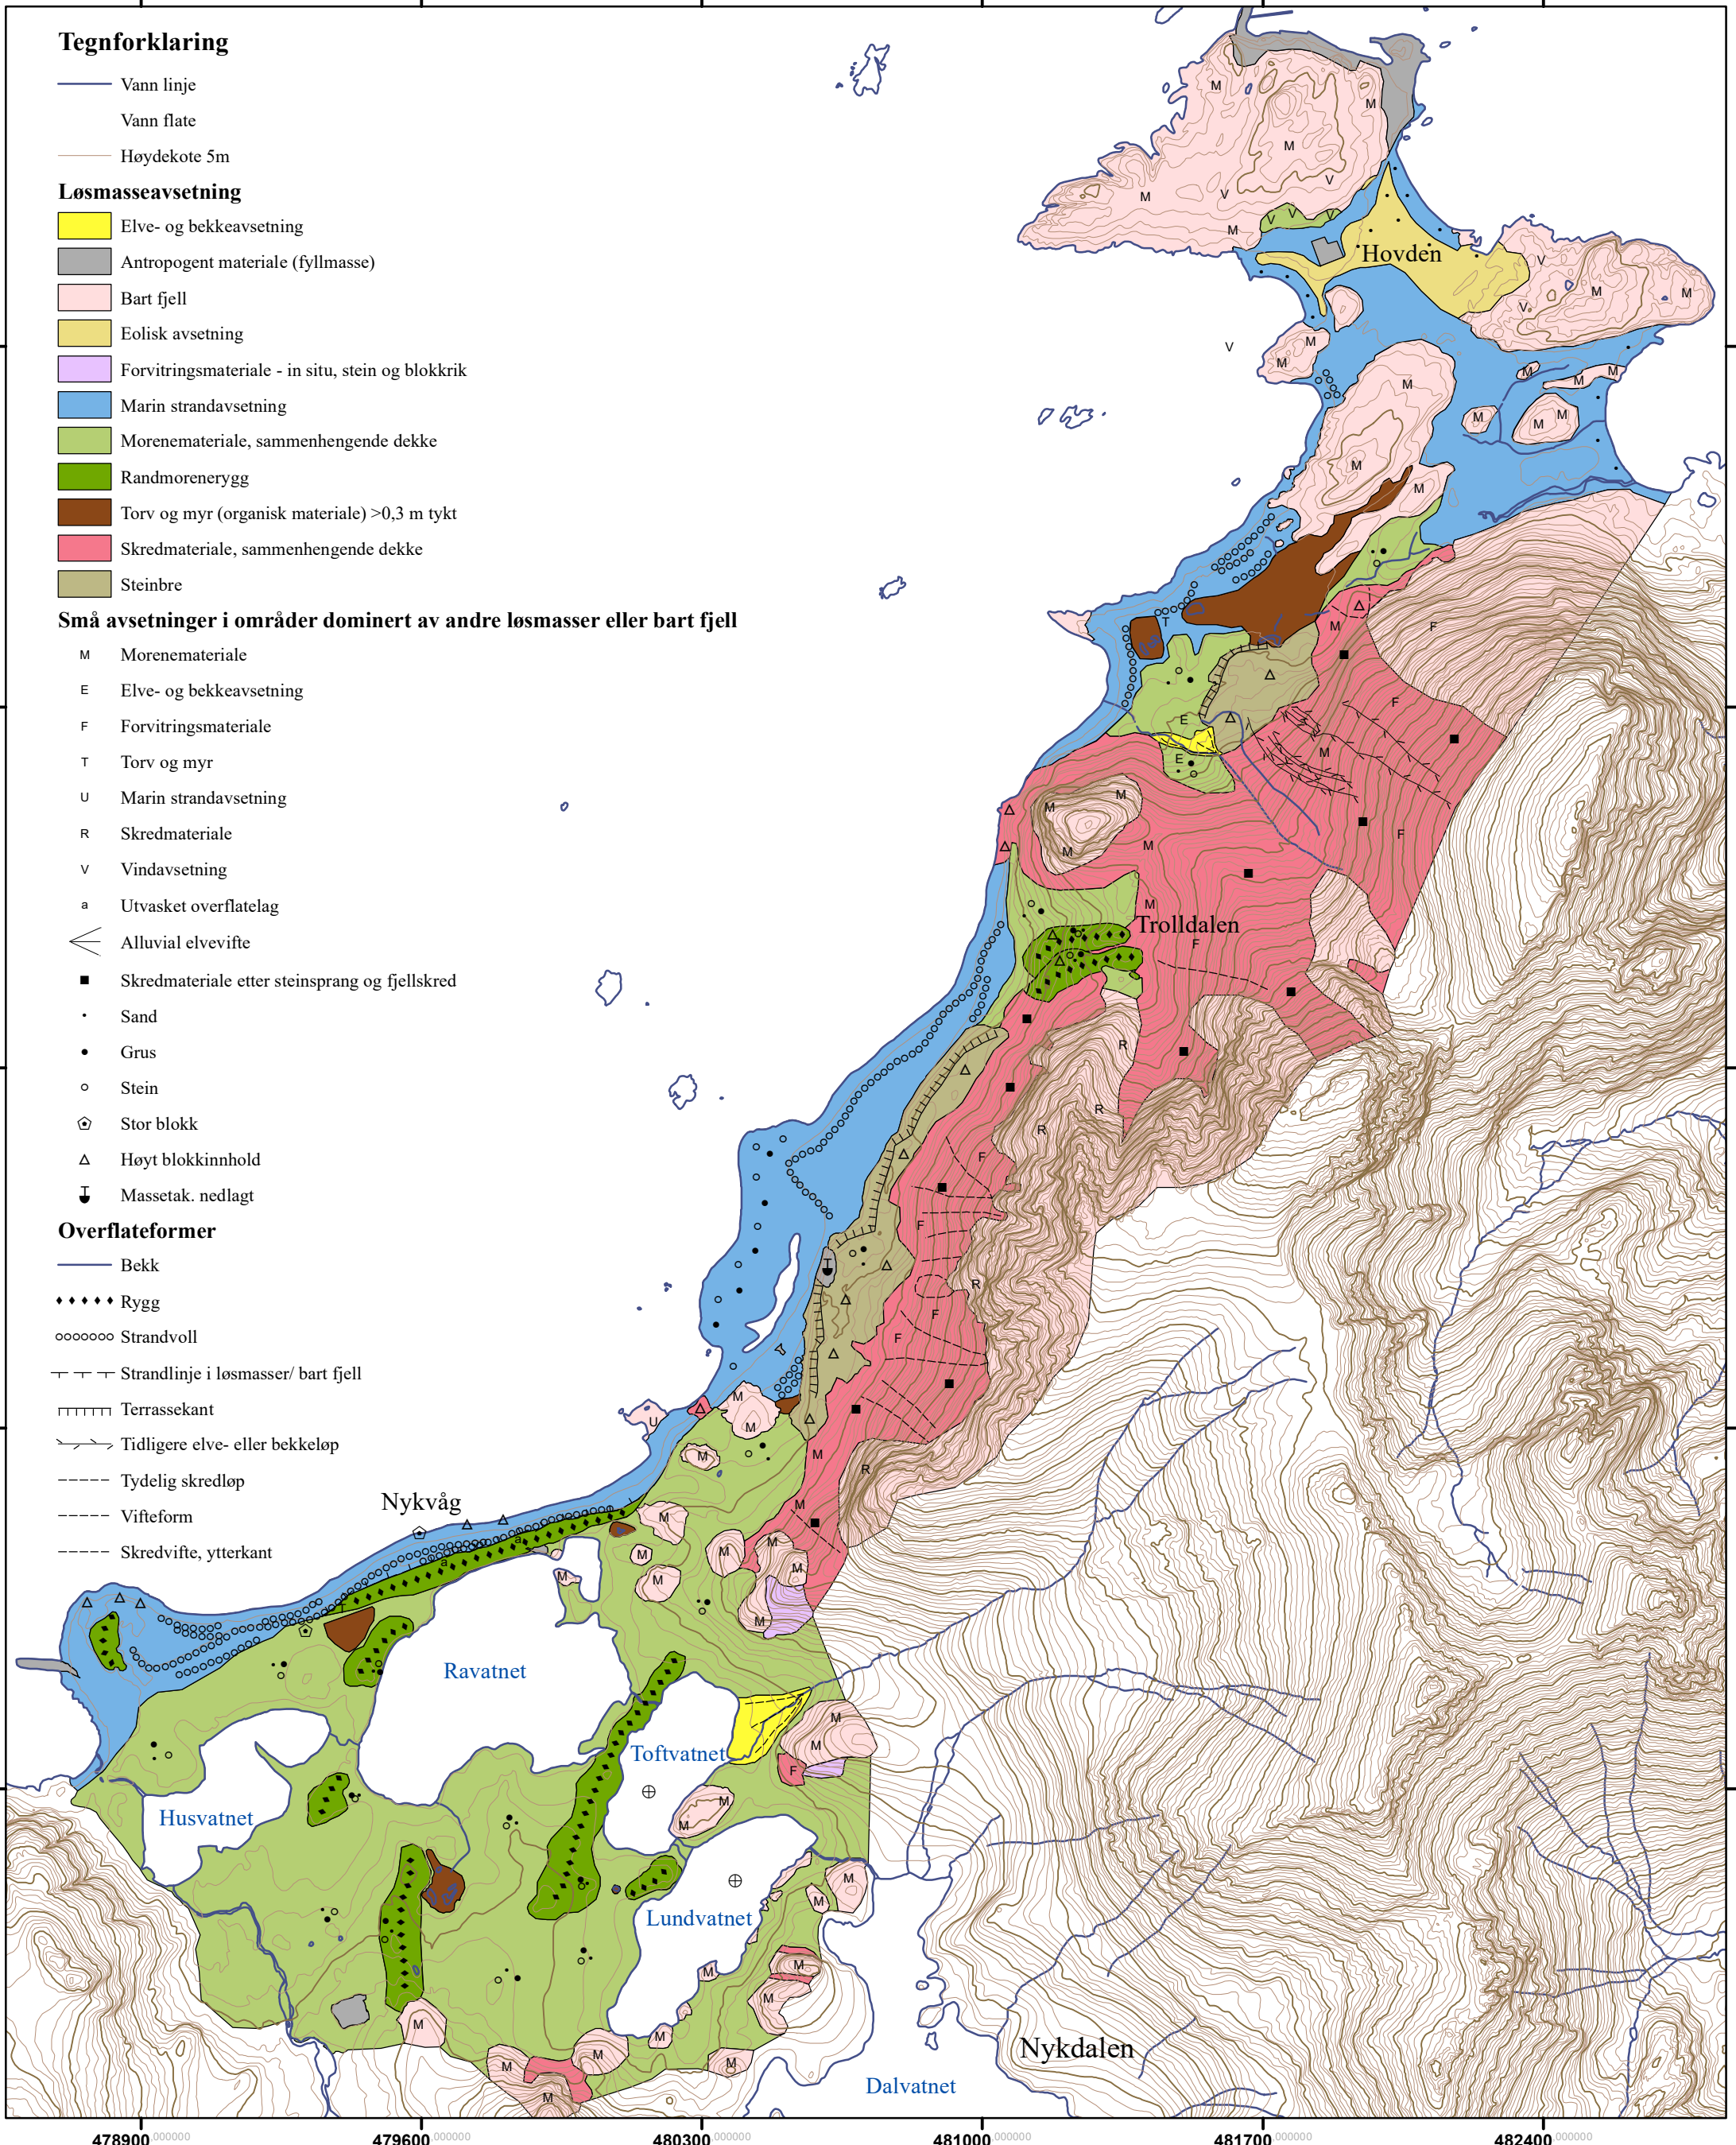 Tegnforklaring
Vann linje
Vann flate
Høydekote 5m
Løsmasseavsetning
Elve- og bekkeavsetning
Antropogent materiale (fyllmasse)
Bart fjell
Eolisk avsetning
Forvitringsmateriale - in situ, stein og blokkrik
Marin strandavsetning
Morenemateriale, sammenhengende dekke
Randmorenerygg
Torv og myr (organisk materiale) >0,3 m tykt
Skredmateriale, sammenhengende dekke
Steinbre
Små avsetninger i områder dominert av andre løsmasser eller bart fjell
M Morenemateriale
E Elve- og bekkeavsetning
F Forvitringsmateriale
T Torv og myr
U Marin strandavsetning
R Skredmateriale
V Vindavsetning
a Utvasket overflatelag
Alluvial elvevifte
Skredmateriale etter steinsprang og fjellskred
Sand
Grus
Stein
Stor blokk
Høyt blokkinnhold
Massetak. nedlagt
Overflateformer
Bekk
Rygg
Strandvoll
Strandlinje i løsmasser/ bart fjell
Terrassekant
Tidligere elve- eller bekkeløp
Tydelig skredløp
Vifteform
Skredvifte, ytterkant
Hovden
Trolldalen
Nykvåg
Ravatnet
Toftvatnet
Husvatnet
Lundvatnet
Nykdalen
Dalvatnet
478900.000000 479600.000000 480300.000000 481000.000000 481700.000000 482400.000000